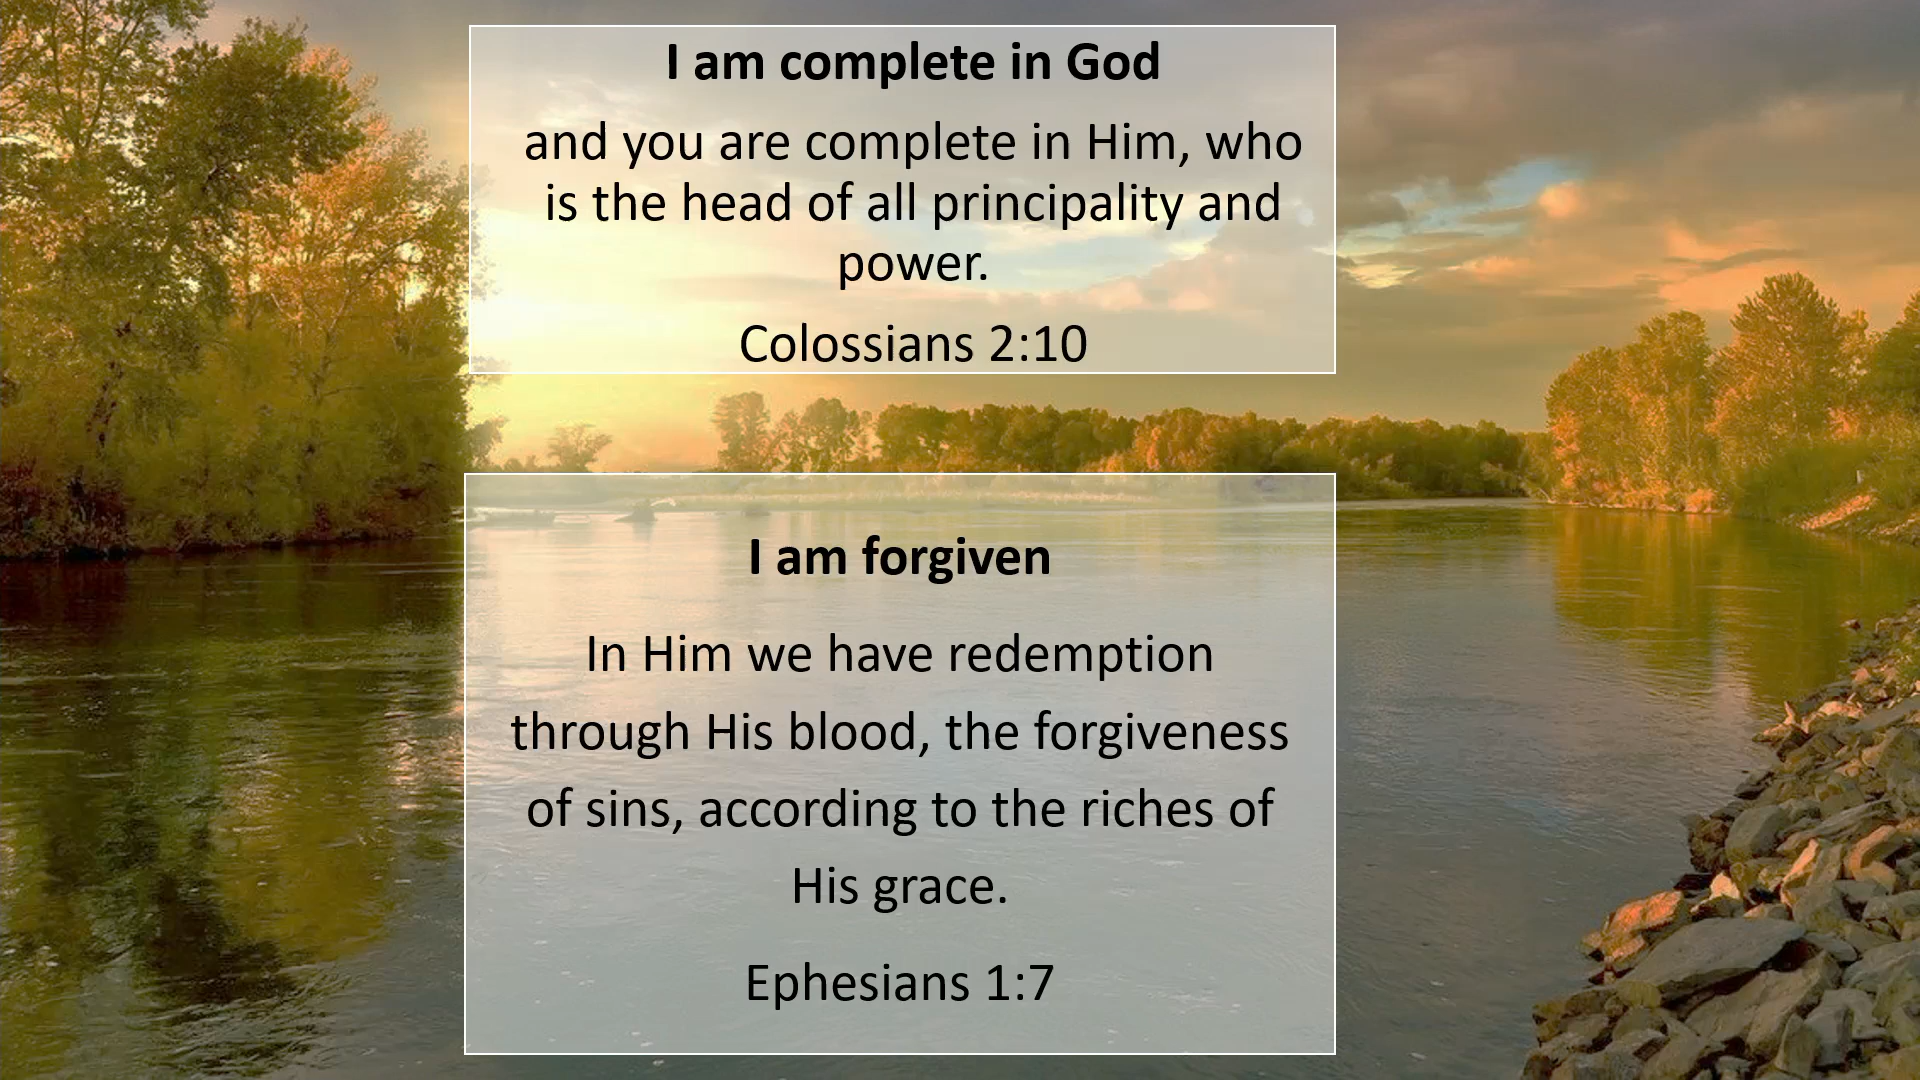 I am complete in God
and you are complete in Him, who
is the head of all principality and
power.
Colossians 2:10
I am forgiven
In Him we have redemption
through His blood, the forgiveness
of sins, according to the riches of
His grace.
Ephesians 1:7